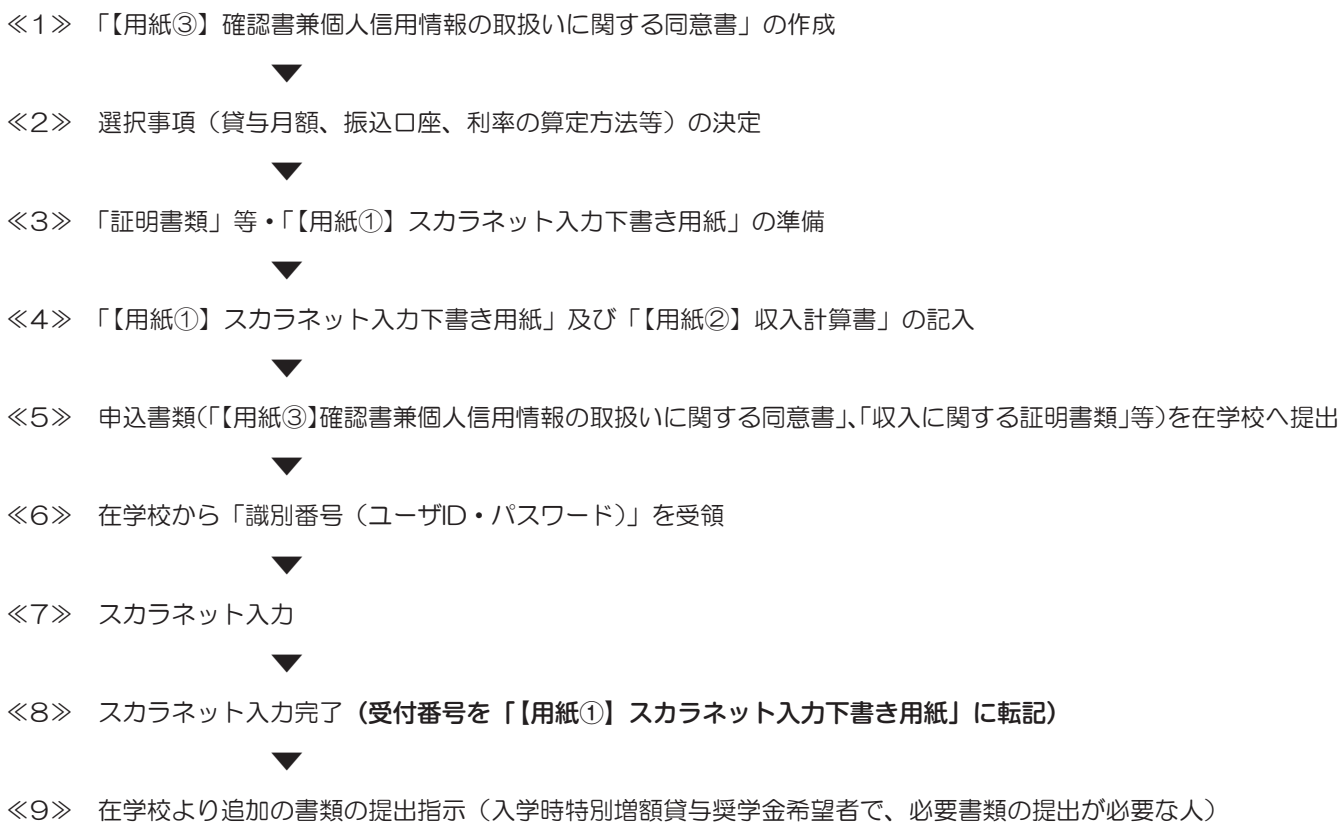 ≪1≫ 「【用紙③】確認書兼個人信用情報の取扱いに関する同意書」の作成
▼
≪2≫ 選択事項（貸与月額、振込口座、利率の算定方法等）の決定
▼
≪3≫ 「証明書類」等・「【用紙①】スカラネット入力下書き用紙」の準備
▼
≪4≫ 「【用紙①】スカラネット入力下書き用紙」及び「【用紙②】収入計算書」の記入
▼
≪5≫ 申込書類（「【用紙③】確認書兼個人信用情報の取扱いに関する同意書」、「収入に関する証明書類」等）を在学校へ提出
▼
≪6≫ 在学校から「識別番号（ユーザID・パスワード）」を受領
▼
≪7≫ スカラネット入力
▼
≪8≫ スカラネット入力完了（受付番号を「【用紙①】スカラネット入力下書き用紙」に転記）
▼
≪9≫ 在学校より追加の書類の提出指示（入学時特別増額貸与奨学金希望者で、必要書類の提出が必要な人）